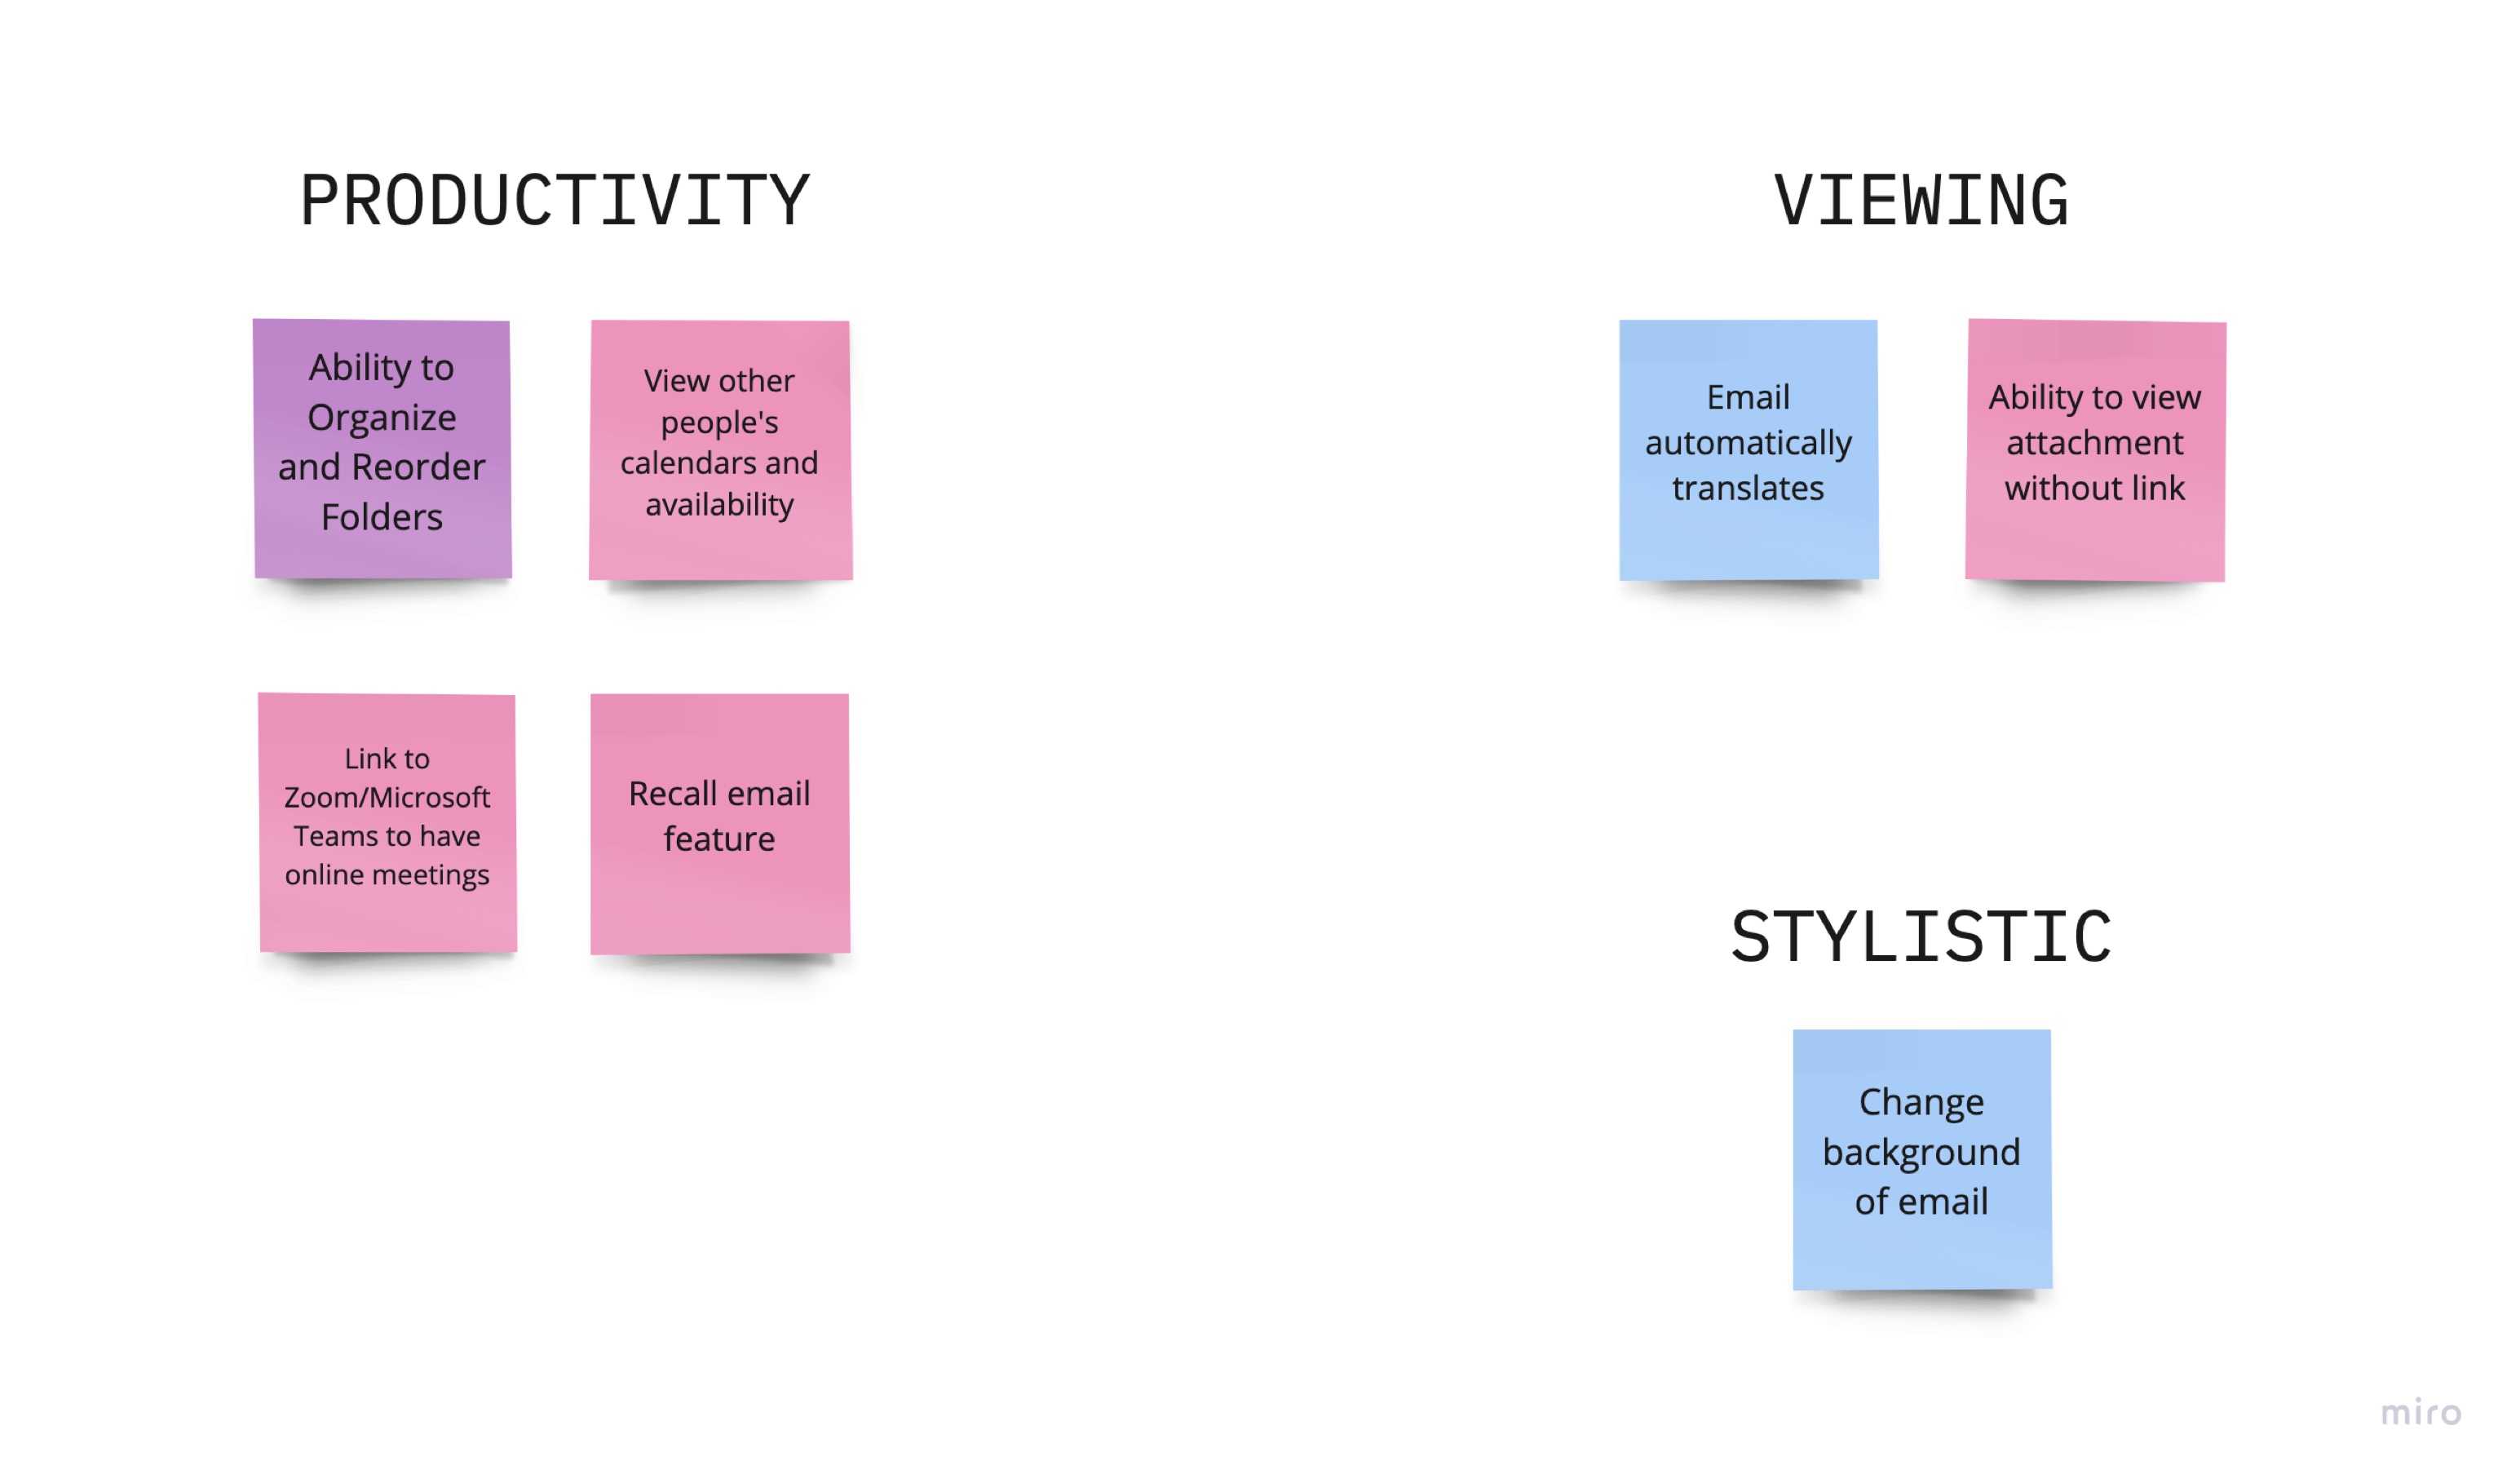 PRODUCTIVITY
Ability to
Organize
and Reorder
Folders
View other
people's
calendars and
availability
Link to
Zoom/Microsoft
Teams to have
online meetings
Recall email
feature
VIEWING
Email
automatically
translates
Ability to view
attachment
without link
STYLISTIC
Change
background
of email
miro